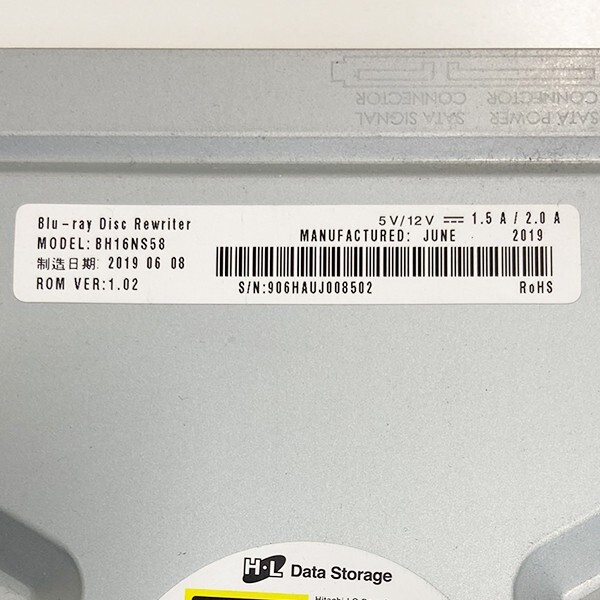 SATA POWER CONNECTOR
SATA SIGNAL CONNECTOR
Blu-ray Disc Rewriter
5V/12V ⎓ 1.5 A / 2.0 A
MODEL: BH16NS58
MANUFACTURED: JUNE 2019
制造日期: 2019 06 08
ROM VER:1.02
S/N:906HAUJ008502
RoHS
H·L Data Storage